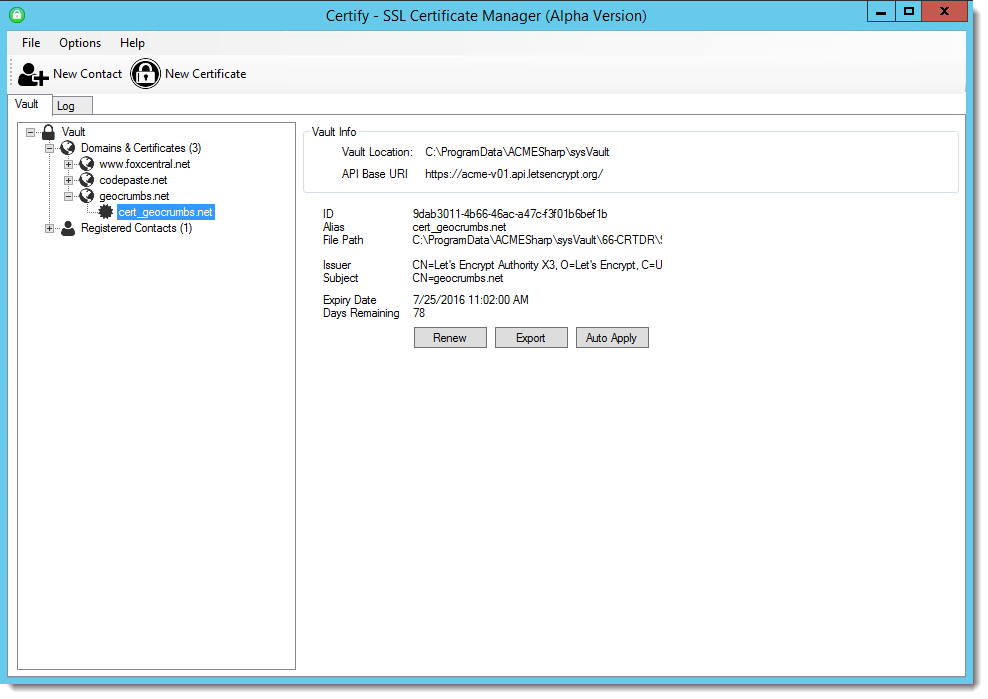 Certify - SSL Certificate Manager (Alpha Version)
File Options Help
New Contact New Certificate
Vault Log
Vault
Domains & Certificates (3)
www.foxcentral.net
codepaste.net
geocrumbs.net
cert_geocrumbs.net
Registered Contacts (1)
Vault Info
Vault Location: C:\ProgramData\ACMESharp\sysVault
API Base URI https://acme-v01.api.letsencrypt.org/
ID 9dab3011-4b66-46ac-a47c-f3f01b6bef1b
Alias cert_geocrumbs.net
File Path C:\ProgramData\ACMESharp\sysVault\66-CRTDR\
Issuer CN=Let's Encrypt Authority X3, O=Let's Encrypt, C=U
Subject CN=geocrumbs.net
Expiry Date 7/25/2016 11:02:00 AM
Days Remaining 78
Renew Export Auto Apply